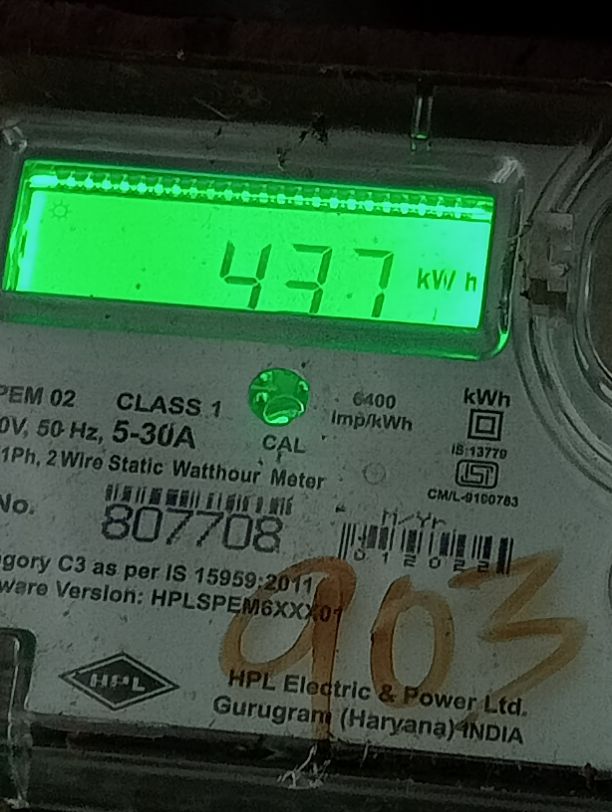 437 kWh
PEM 02 CLASS 1
6400
Imp/kWh
kWh
0V, 50 Hz, 5-30A
CAL
IS:13779
1Ph, 2Wire Static Watthour Meter
CM/L-9100783
No. 807708
M/Yr
012022
gory C3 as per IS 15959:2011
ware Version: HPLSPEM6XXX01
903
HPL
HPL Electric & Power Ltd.
Gurugram (Haryana) INDIA